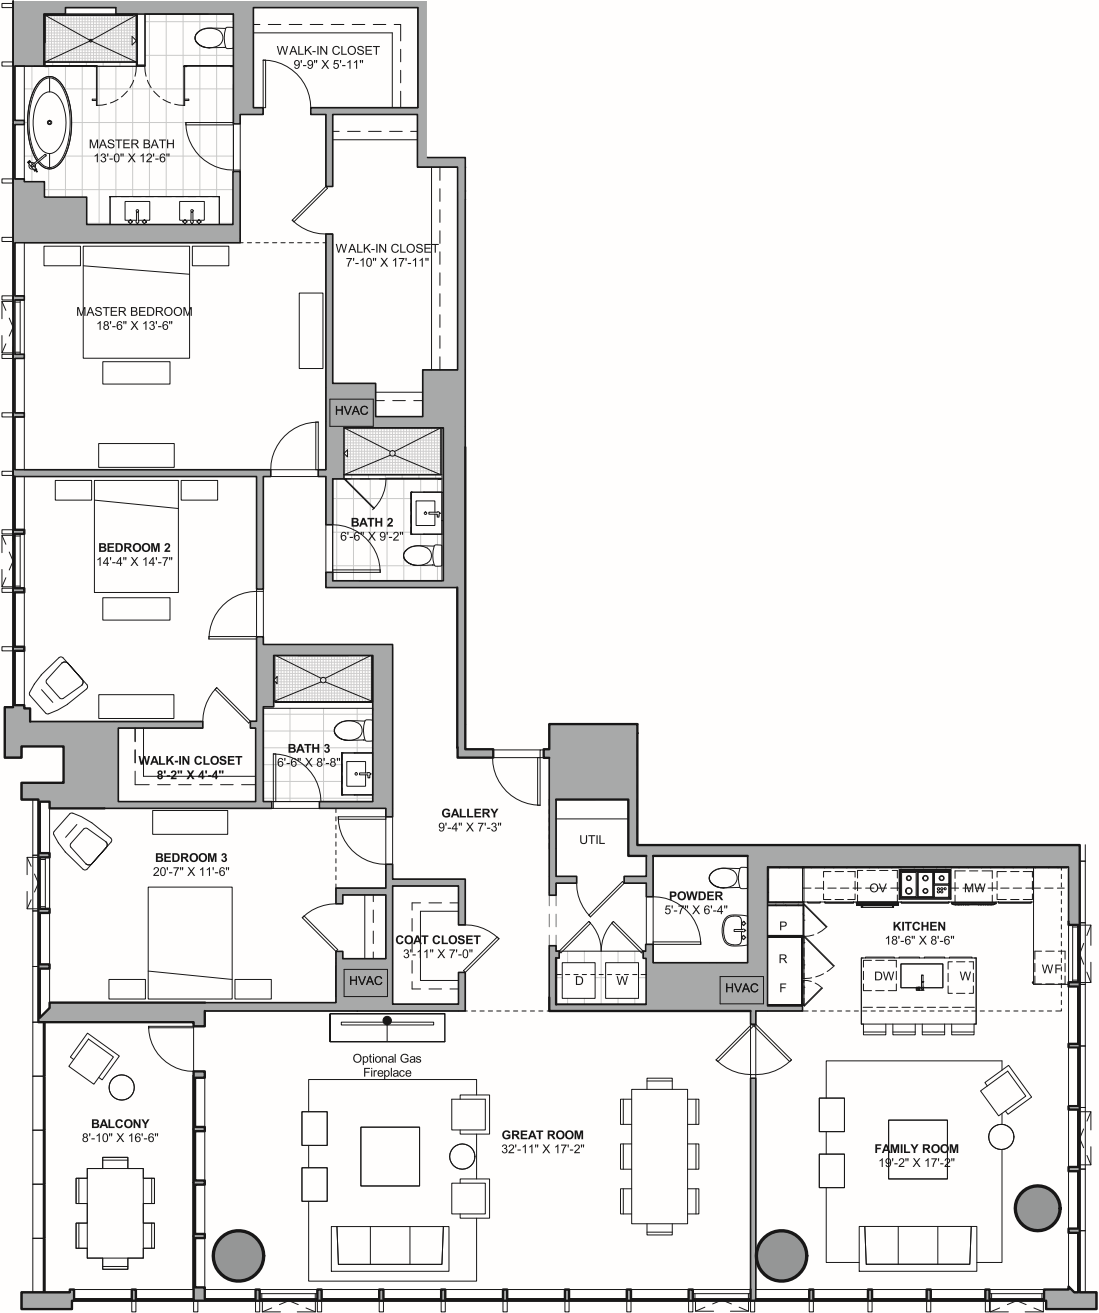 WALK-IN CLOSET
9'-9" X 5'-11"
MASTER BATH
13'-0" X 12'-6"
WALK-IN CLOSET
7'-10" X 17'-11"
MASTER BEDROOM
18'-6" X 13'-6"
HVAC
BATH 2
6'-6" X 9'-2"
BEDROOM 2
14'-4" X 14'-7"
BATH 3
6'-6" X 8'-8"
WALK-IN CLOSET
8'-2" X 4'-4"
GALLERY
9'-4" X 7'-3"
UTIL
BEDROOM 3
20'-7" X 11'-6"
OV
MW
POWDER
5'-7" X 6'-4"
P
KITCHEN
18'-6" X 8'-6"
COAT CLOSET
3'-11" X 7'-0"
R
WF
HVAC
D
W
HVAC
F
DW
W
Optional Gas
Fireplace
BALCONY
8'-10" X 16'-6"
GREAT ROOM
32'-11" X 17'-2"
FAMILY ROOM
19'-2" X 17'-2"